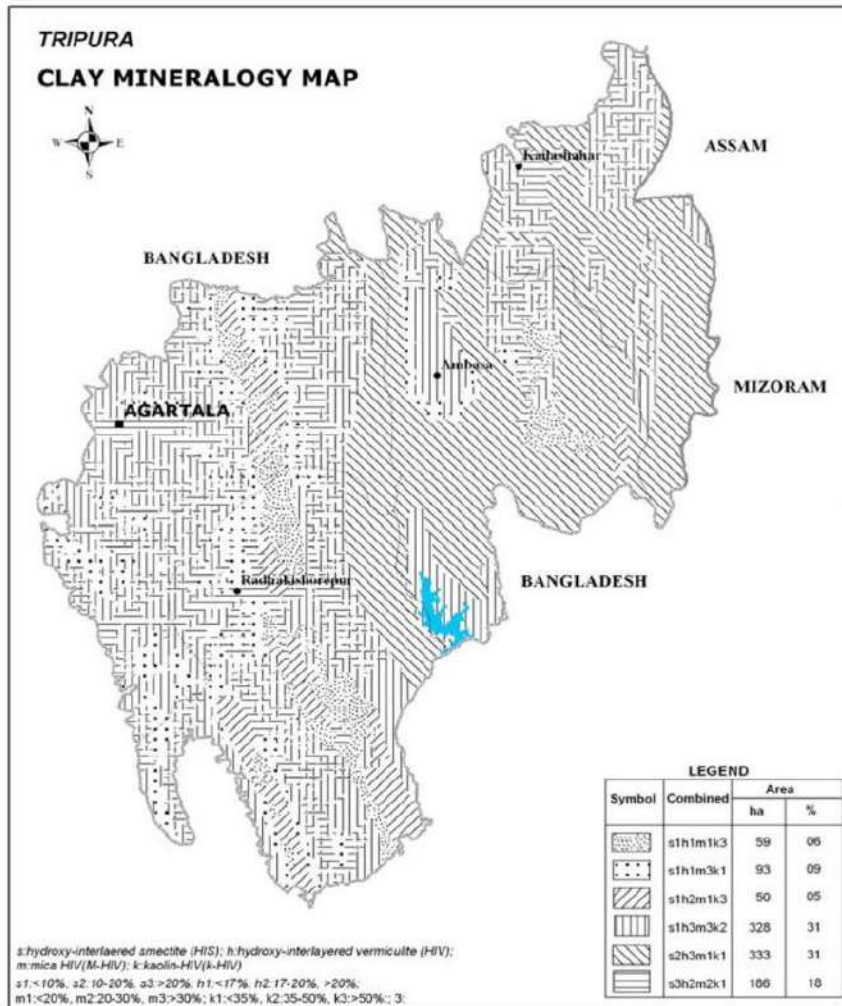 TRIPURA
CLAY MINERALOGY MAP
N
W E
S
ASSAM
Kailashahar
BANGLADESH
Ambasa
MIZORAM
AGARTALA
BANGLADESH
Radhakishorepur
LEGEND
Symbol Combined Area
ha %
s1h1m1k3 59 06
s1h1m3k1 93 09
s1h2m1k3 50 05
s1h3m3k2 328 31
s2h3m1k1 333 31
s3h2m2k1 186 18
s:hydroxy-interlaered smectite (HIS); h:hydroxy-interlayered vermiculite (HIV);
m:mica HIV(M-HIV); k:kaolin-HIV(k-HIV)
s1:<10%, s2:10-20%, s3:>20%; h1:<17%, h2:17-20%, >20%;
m1:<20%, m2:20-30%, m3:>30%; k1:<35%, k2:35-50%, k3:>50%:; 3: